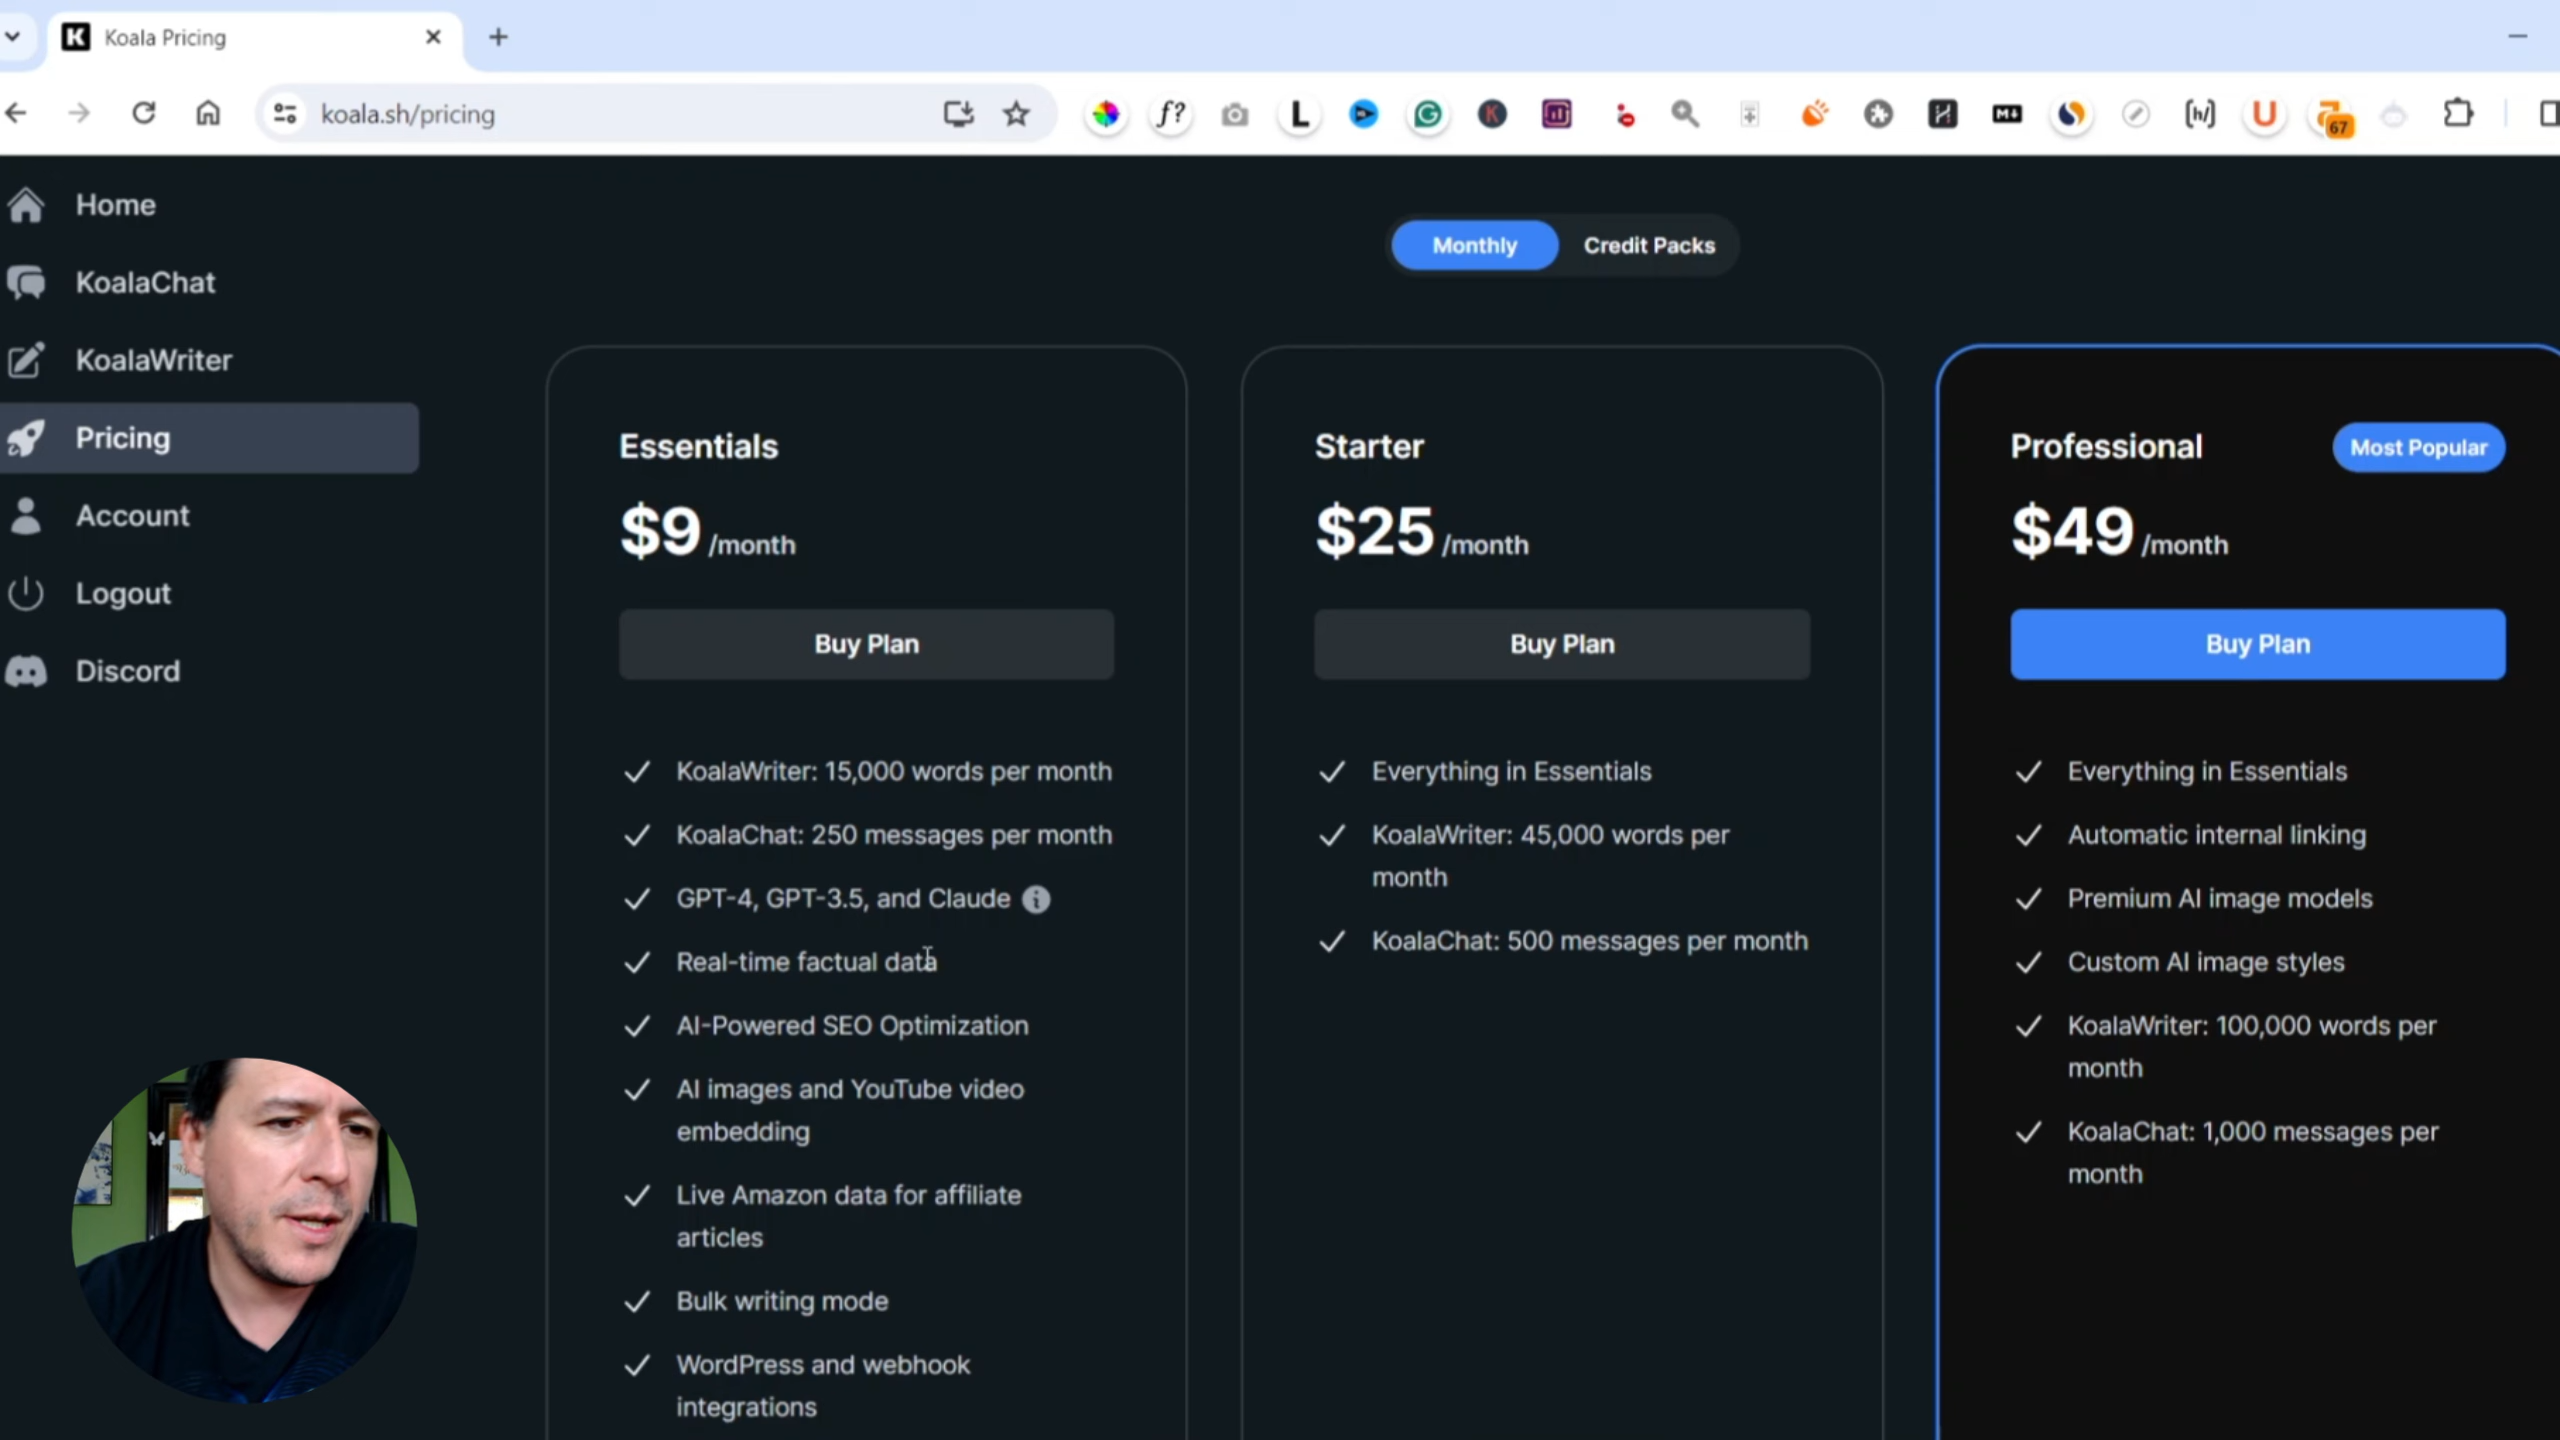 Koala Pricing
koala.sh/pricing
f?
L
G
K
M↓
[h/]
U
67
Home
KoalaChat
KoalaWriter
Pricing
Account
Logout
Discord
Monthly
Credit Packs
Essentials
$9 /month
Buy Plan
KoalaWriter: 15,000 words per month
KoalaChat: 250 messages per month
GPT-4, GPT-3.5, and Claude
Real-time factual data
AI-Powered SEO Optimization
AI images and YouTube video
embedding
Live Amazon data for affiliate
articles
Bulk writing mode
WordPress and webhook
integrations
Starter
$25 /month
Buy Plan
Everything in Essentials
KoalaWriter: 45,000 words per
month
KoalaChat: 500 messages per month
Professional
Most Popular
$49 /month
Buy Plan
Everything in Essentials
Automatic internal linking
Premium AI image models
Custom AI image styles
KoalaWriter: 100,000 words per
month
KoalaChat: 1,000 messages per
month